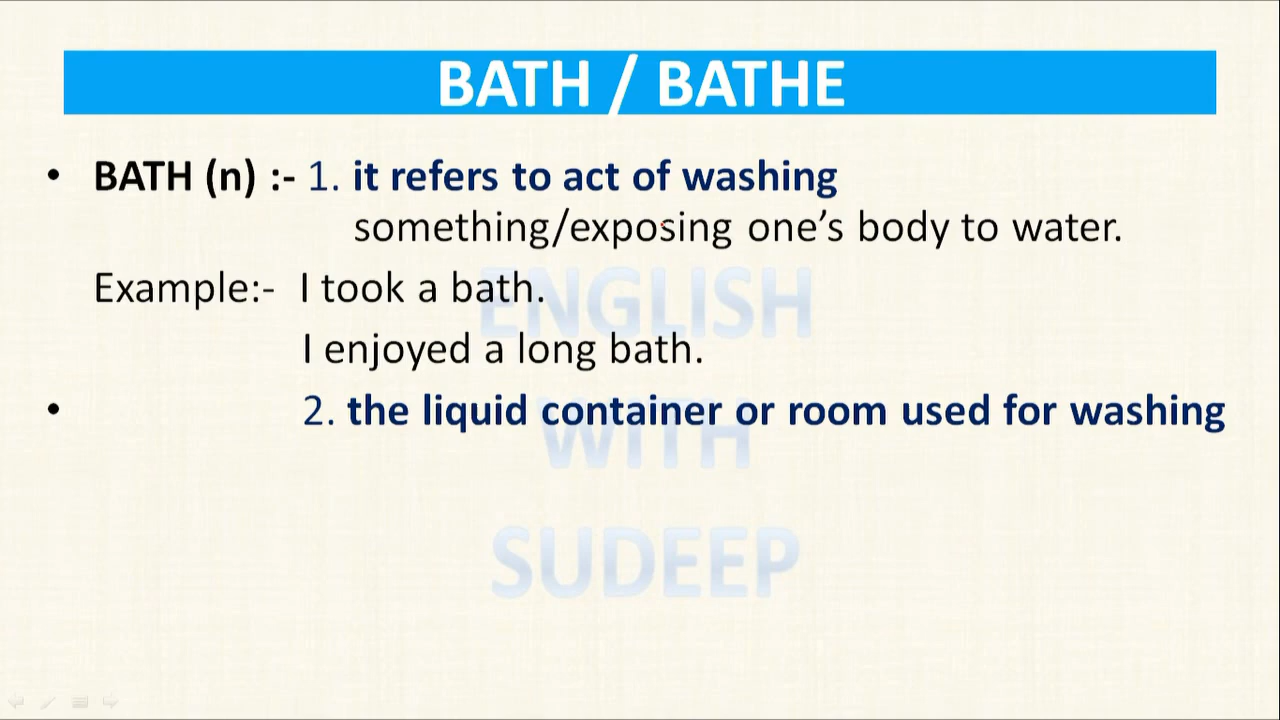 BATH / BATHE
• BATH (n) :- 1. it refers to act of washing
something/exposing one’s body to water.
Example:- I took a bath.
I enjoyed a long bath.
• 2. the liquid container or room used for washing
ENGLISH
WITH
SUDEEP